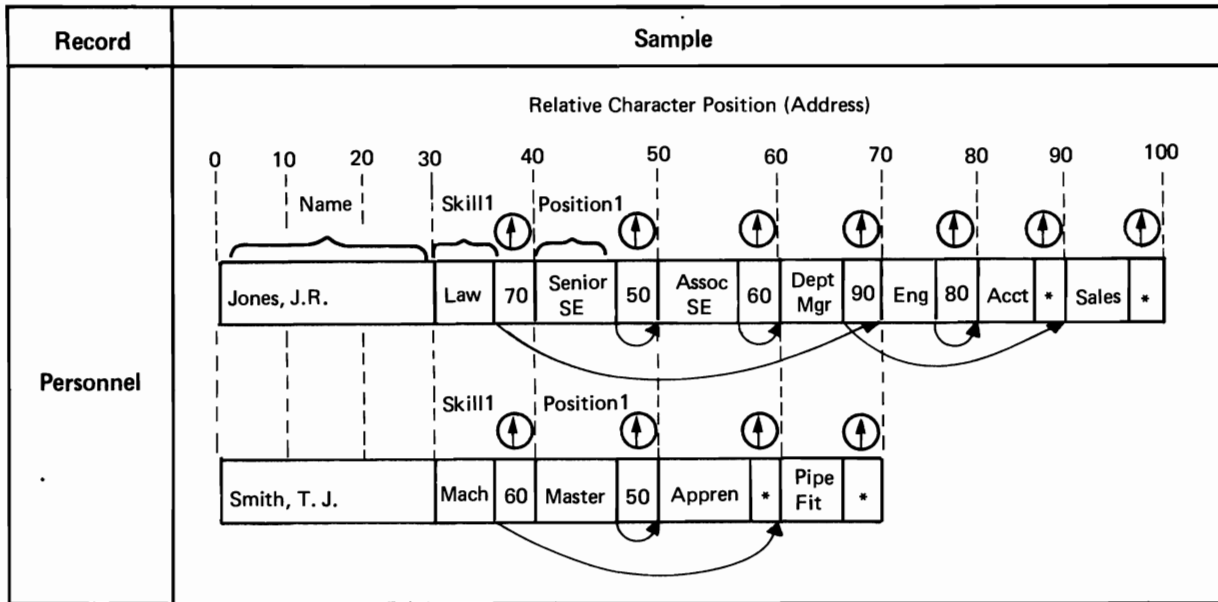 Record
Sample
Relative Character Position (Address)
0 10 20 30 40 50 60 70 80 90 100
Name Skill1 Position1
Jones, J.R. Law 70 Senior SE 50 Assoc SE 60 Dept Mgr 90 Eng 80 Acct * Sales *
Personnel
Skill1 Position1
Smith, T. J. Mach 60 Master 50 Appren * Pipe Fit *